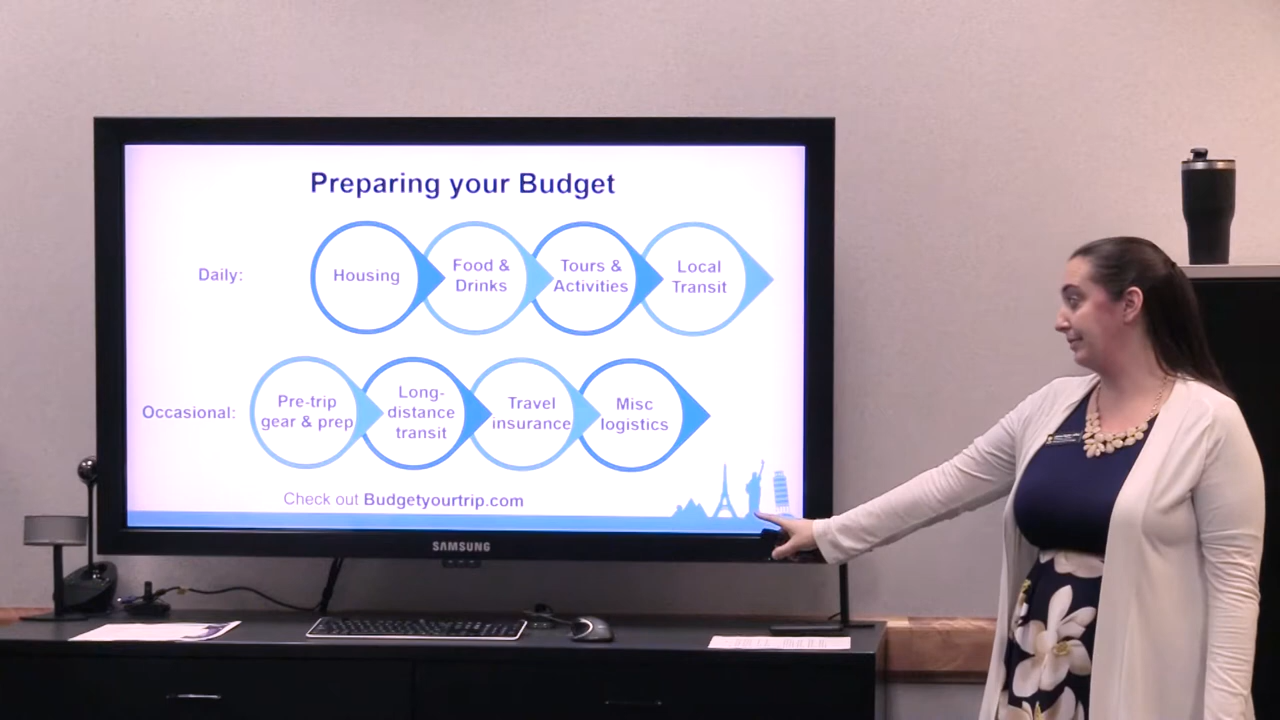 Preparing your Budget
Daily:
Housing
Food &
Drinks
Tours &
Activities
Local
Transit
Occasional:
Pre-trip
gear & prep
Long-
distance
transit
Travel
insurance
Misc
logistics
Check out Budgetyourtrip.com
SAMSUNG